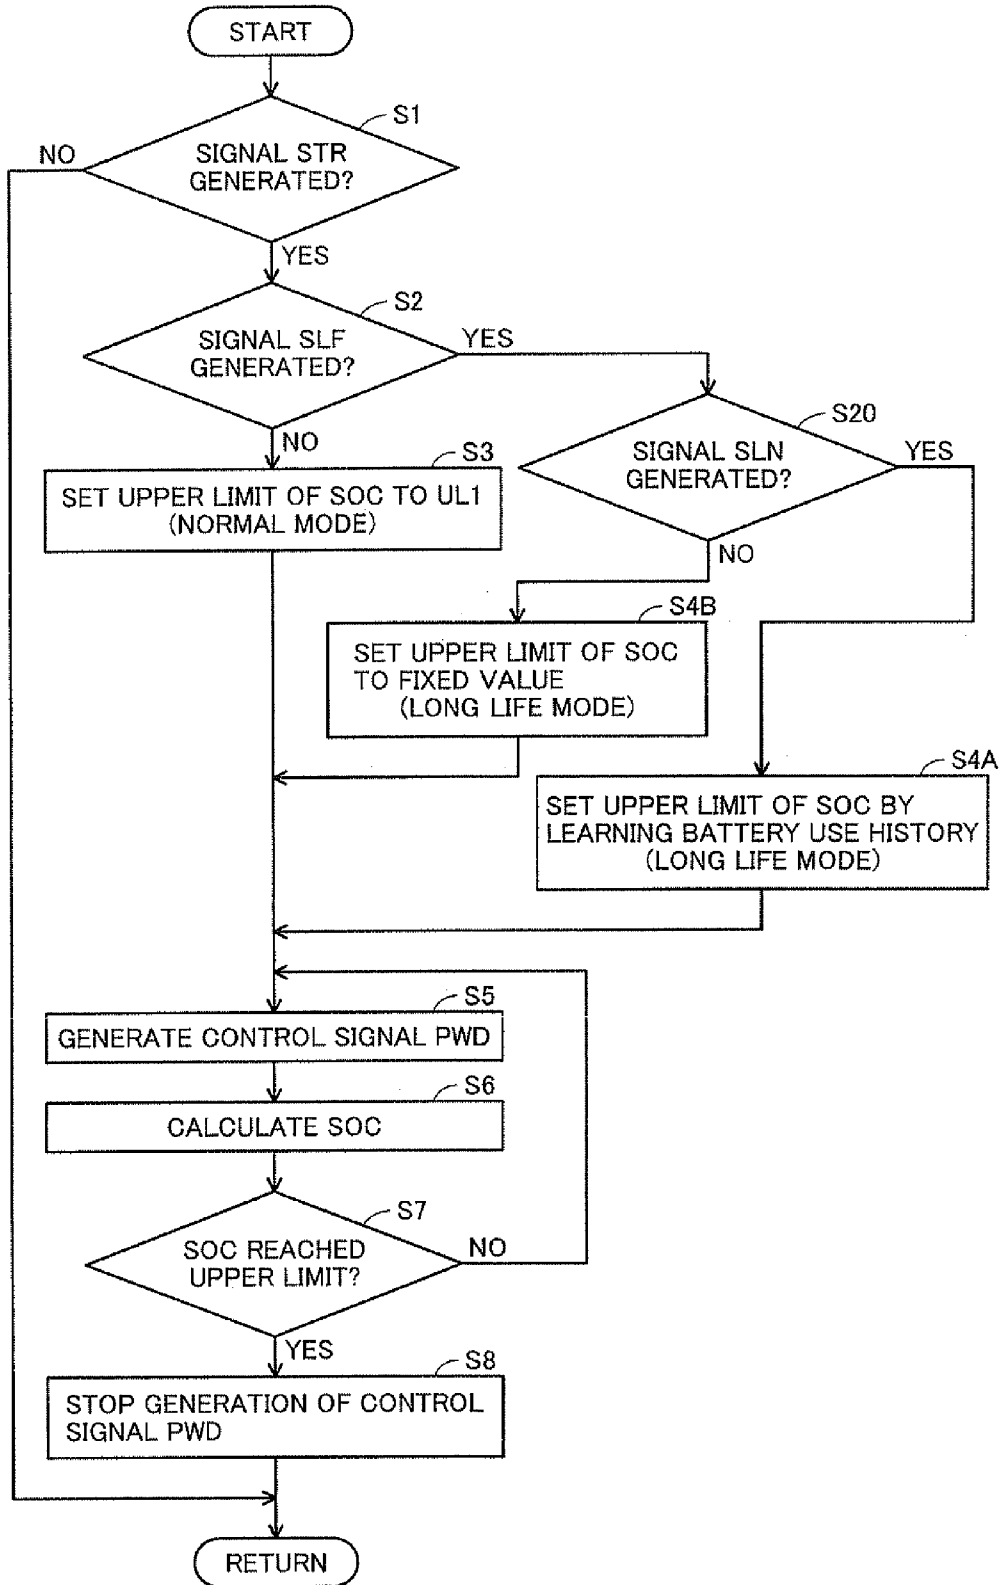 START
S1
NO
SIGNAL STR
GENERATED?
YES
S2
SIGNAL SLF
GENERATED?
YES
S20
NO
SIGNAL SLN
GENERATED?
YES
S3
SET UPPER LIMIT OF SOC TO UL1
(NORMAL MODE)
NO
S4B
SET UPPER LIMIT OF SOC
TO FIXED VALUE
(LONG LIFE MODE)
S4A
SET UPPER LIMIT OF SOC BY
LEARNING BATTERY USE HISTORY
(LONG LIFE MODE)
S5
GENERATE CONTROL SIGNAL PWD
S6
CALCULATE SOC
S7
SOC REACHED
UPPER LIMIT?
NO
YES
S8
STOP GENERATION OF CONTROL
SIGNAL PWD
RETURN